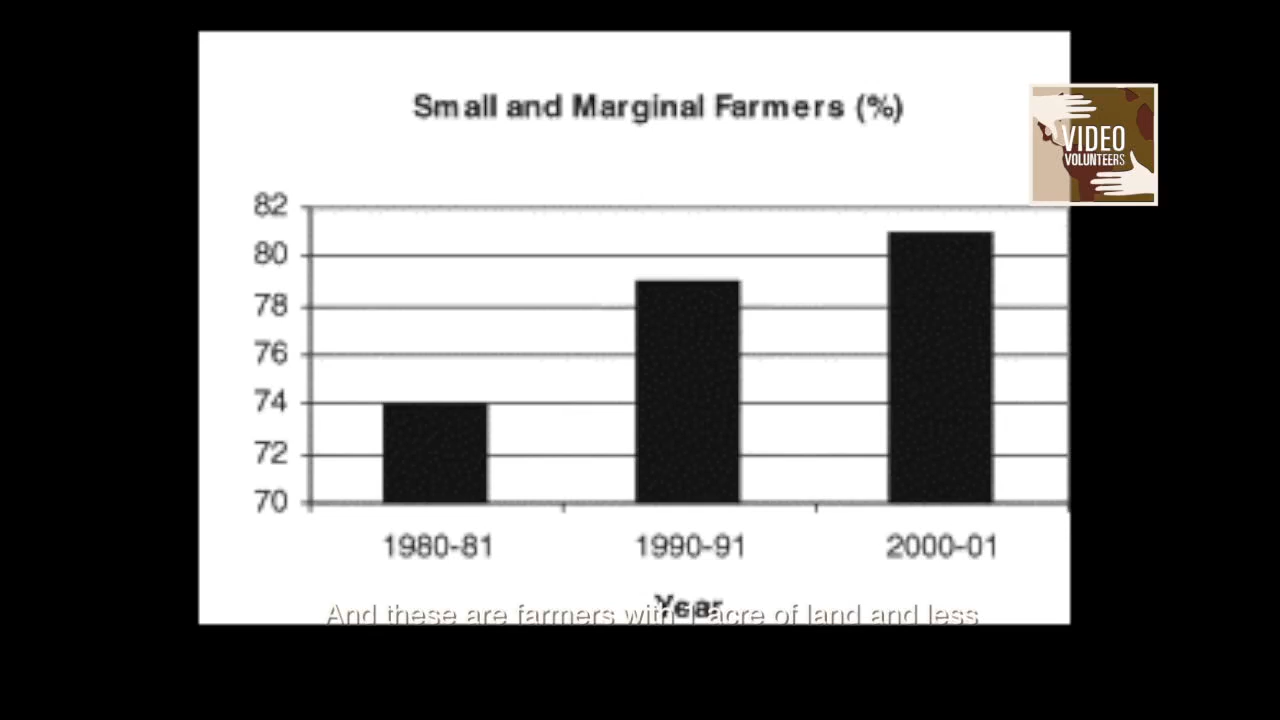 Small and Marginal Farmers (%)
VIDEO
VOLUNTEERS
82
80
78
76
74
72
70
1980-81
1990-91
2000-01
Year
And these are farmers with 1 acre of land and less